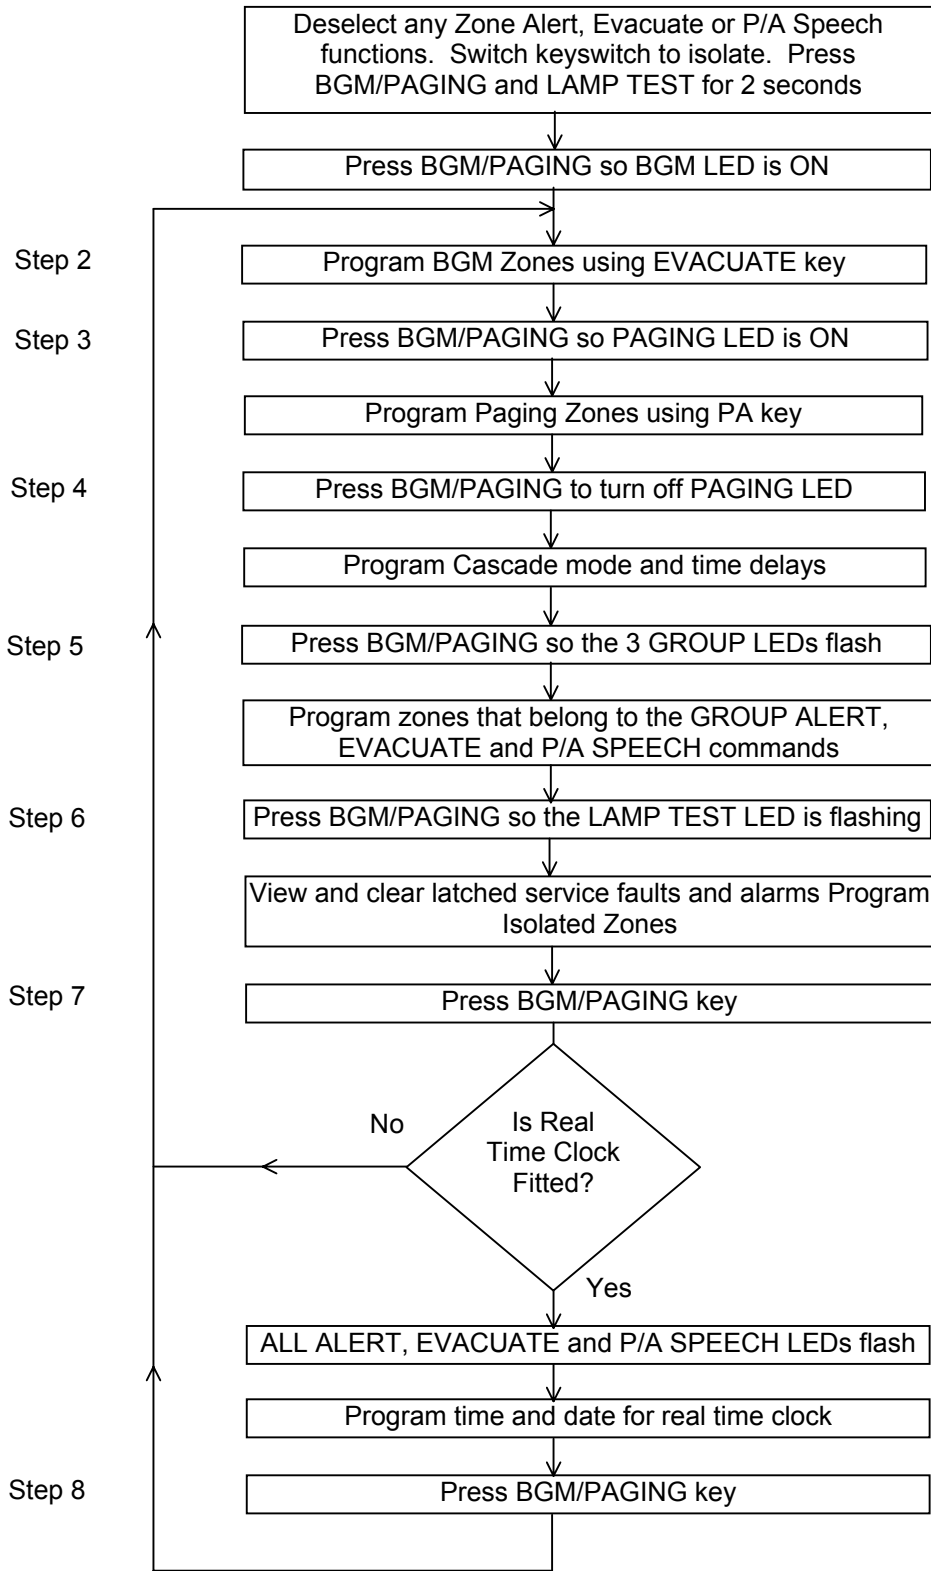 Deselect any Zone Alert, Evacuate or P/A Speech
functions. Switch keyswitch to isolate. Press
BGM/PAGING and LAMP TEST for 2 seconds
Press BGM/PAGING so BGM LED is ON
Step 2
Program BGM Zones using EVACUATE key
Step 3
Press BGM/PAGING so PAGING LED is ON
Program Paging Zones using PA key
Step 4
Press BGM/PAGING to turn off PAGING LED
Program Cascade mode and time delays
Step 5
Press BGM/PAGING so the 3 GROUP LEDs flash
Program zones that belong to the GROUP ALERT,
EVACUATE and P/A SPEECH commands
Step 6
Press BGM/PAGING so the LAMP TEST LED is flashing
View and clear latched service faults and alarms Program
Isolated Zones
Step 7
Press BGM/PAGING key
No
Is Real
Time Clock
Fitted?
Yes
ALL ALERT, EVACUATE and P/A SPEECH LEDs flash
Program time and date for real time clock
Step 8
Press BGM/PAGING key